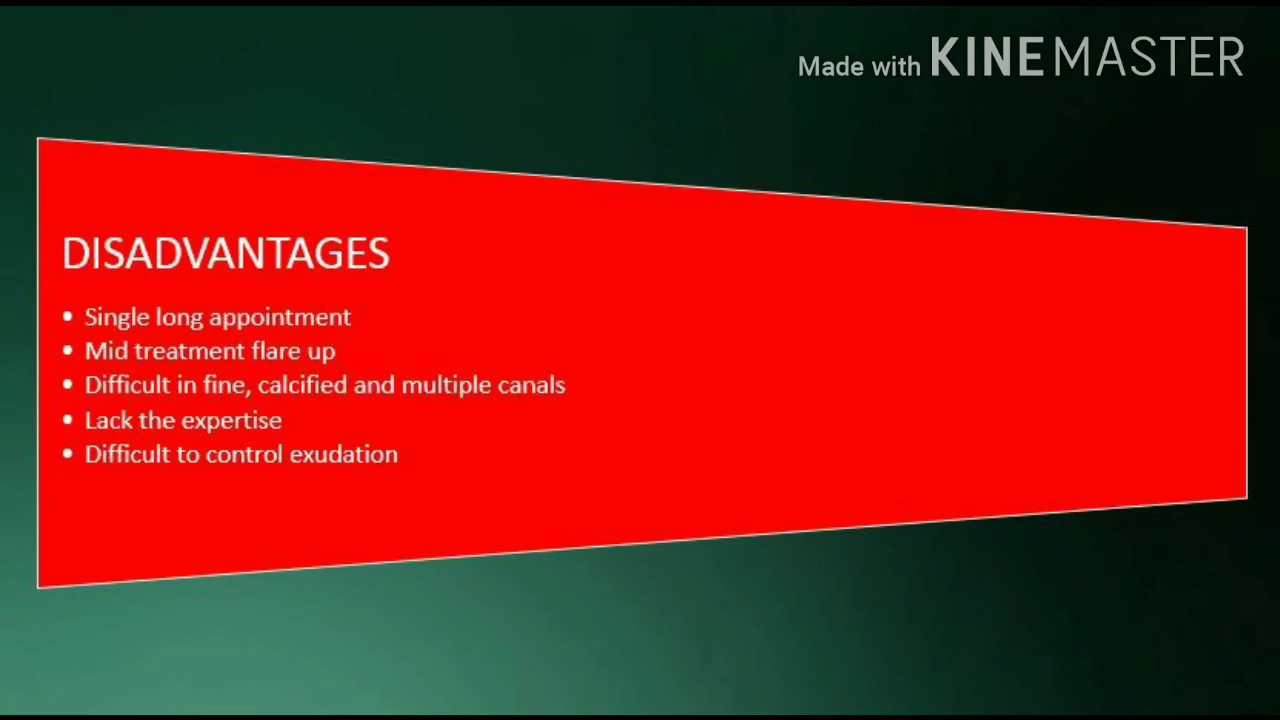 Made with KINEMASTER
DISADVANTAGES
• Single long appointment
• Mid treatment flare up
• Difficult in fine, calcified and multiple canals
• Lack the expertise
• Difficult to control exudation